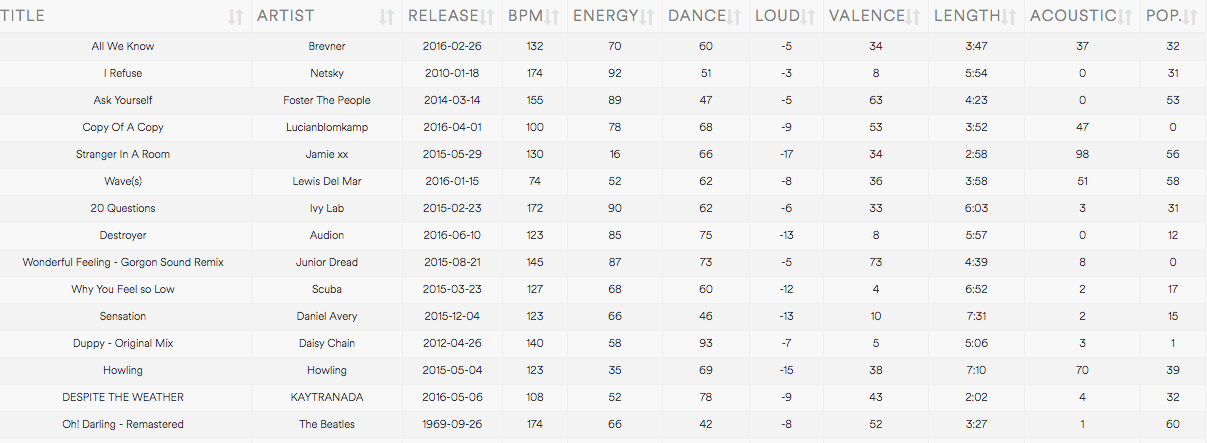 TITLE ARTIST RELEASE BPM ENERGY DANCE LOUD VALENCE LENGTH ACOUSTIC POP.
All We Know Brevner 2016-02-26 132 70 60 -5 34 3:47 37 32
I Refuse Netsky 2010-01-18 174 92 51 -3 8 5:54 0 31
Ask Yourself Foster The People 2014-03-14 155 89 47 -5 63 4:23 0 53
Copy Of A Copy Lucianblomkamp 2016-04-01 100 78 68 -9 53 3:52 47 0
Stranger In A Room Jamie xx 2015-05-29 130 16 66 -17 34 2:58 98 56
Wave(s) Lewis Del Mar 2016-01-15 74 52 62 -8 36 3:58 51 58
20 Questions Ivy Lab 2015-02-23 172 90 62 -6 33 6:03 3 31
Destroyer Audion 2016-06-10 123 85 75 -13 8 5:57 0 12
Wonderful Feeling - Gorgon Sound Remix Junior Dread 2015-08-21 145 87 73 -5 73 4:39 8 0
Why You Feel so Low Scuba 2015-03-23 127 68 60 -12 4 6:52 2 17
Sensation Daniel Avery 2015-12-04 123 66 46 -13 10 7:31 2 15
Duppy - Original Mix Daisy Chain 2012-04-26 140 58 93 -7 5 5:06 3 1
Howling Howling 2015-05-04 123 35 69 -15 38 7:10 70 39
DESPITE THE WEATHER KAYTRANADA 2016-05-06 108 52 78 -9 43 2:02 4 32
Oh! Darling - Remastered The Beatles 1969-09-26 174 66 42 -8 52 3:27 1 60